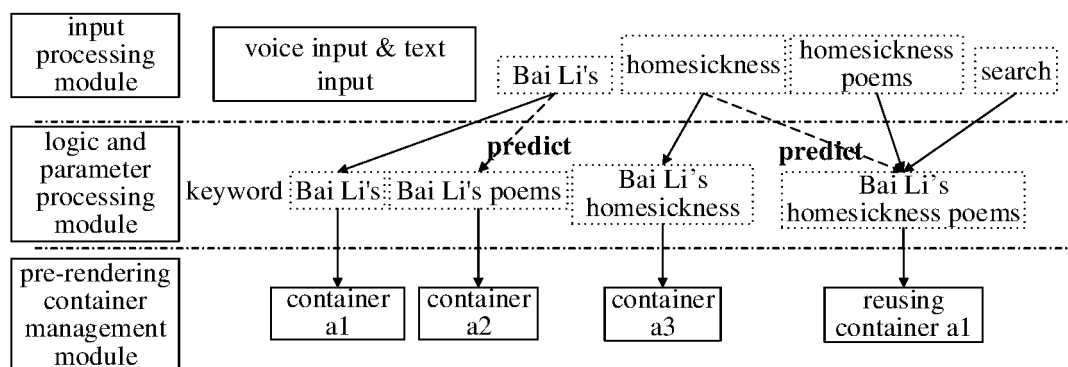 input
processing
module
voice input & text
input
Bai Li's
homesickness
homesickness
poems
search
logic and
parameter
processing
module
predict
predict
keyword
Bai Li's
Bai Li's poems
Bai Li’s
homesickness
Bai Li’s
homesickness poems
pre-rendering
container
management
module
container
a1
container
a2
container
a3
reusing
container a1